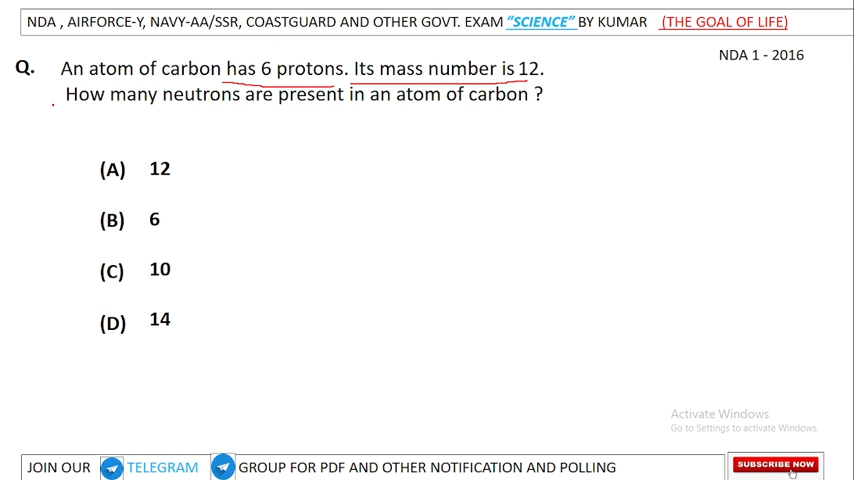 NDA , AIRFORCE-Y, NAVY-AA/SSR, COASTGUARD AND OTHER GOVT. EXAM “SCIENCE” BY KUMAR (THE GOAL OF LIFE)
NDA 1 - 2016
Q. An atom of carbon has 6 protons. Its mass number is 12.
How many neutrons are present in an atom of carbon ?
(A) 12
(B) 6
(C) 10
(D) 14
Activate Windows
Go to Settings to activate Windows.
JOIN OUR TELEGRAM GROUP FOR PDF AND OTHER NOTIFICATION AND POLLING
SUBSCRIBE NOW